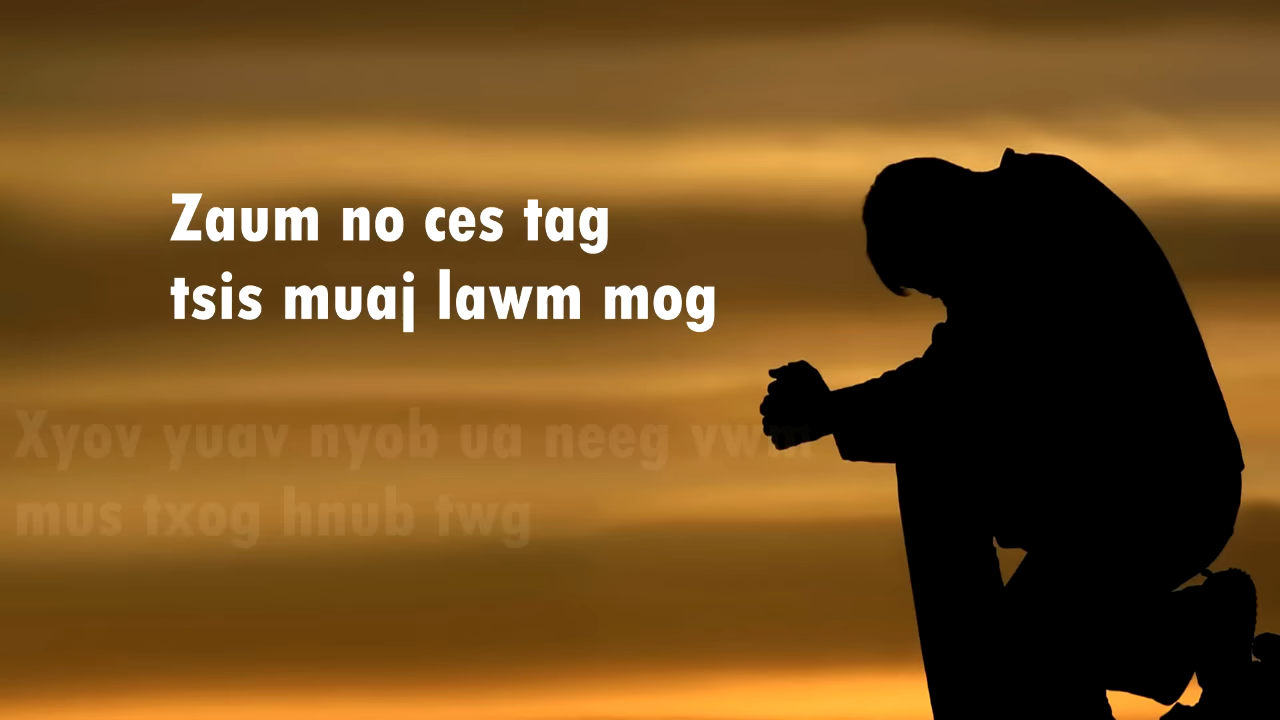 Zaum no ces tag
tsis muaj lawm mog
Xyov yuav nyob ua neeg vwm
mus txog hnub twg